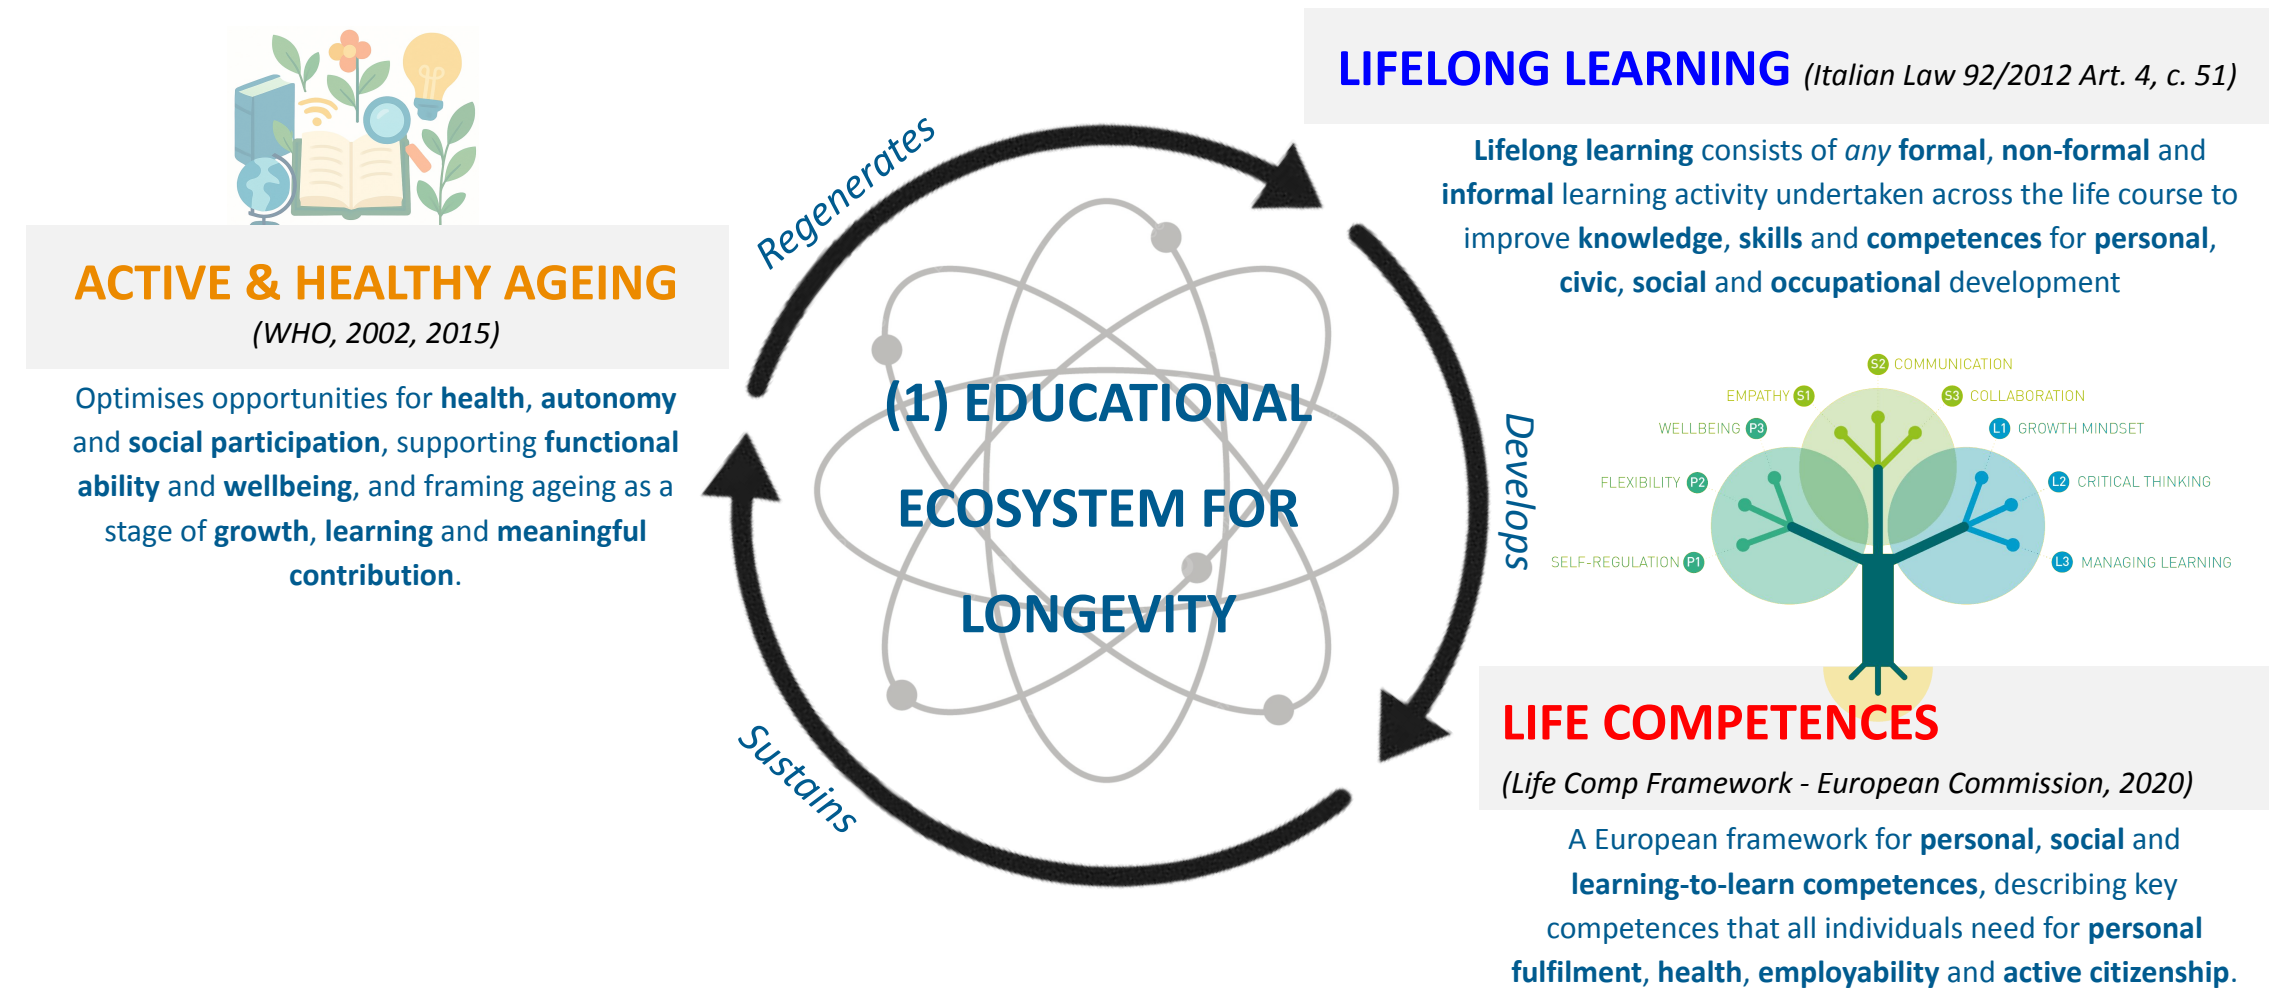 LIFELONG LEARNING (Italian Law 92/2012 Art. 4, c. 51)
Lifelong learning consists of any formal, non-formal and
informal learning activity undertaken across the life course to
improve knowledge, skills and competences for personal,
civic, social and occupational development
Regenerates
ACTIVE & HEALTHY AGEING
(WHO, 2002, 2015)
Optimises opportunities for health, autonomy
and social participation, supporting functional
ability and wellbeing, and framing ageing as a
stage of growth, learning and meaningful
contribution.
(1) EDUCATIONAL
ECOSYSTEM FOR
LONGEVITY
Develops
S2 COMMUNICATION
EMPATHY S1
S3 COLLABORATION
WELLBEING P3
L1 GROWTH MINDSET
FLEXIBILITY P2
L2 CRITICAL THINKING
SELF-REGULATION P1
L3 MANAGING LEARNING
Sustains
LIFE COMPETENCES
(Life Comp Framework - European Commission, 2020)
A European framework for personal, social and
learning-to-learn competences, describing key
competences that all individuals need for personal
fulfilment, health, employability and active citizenship.